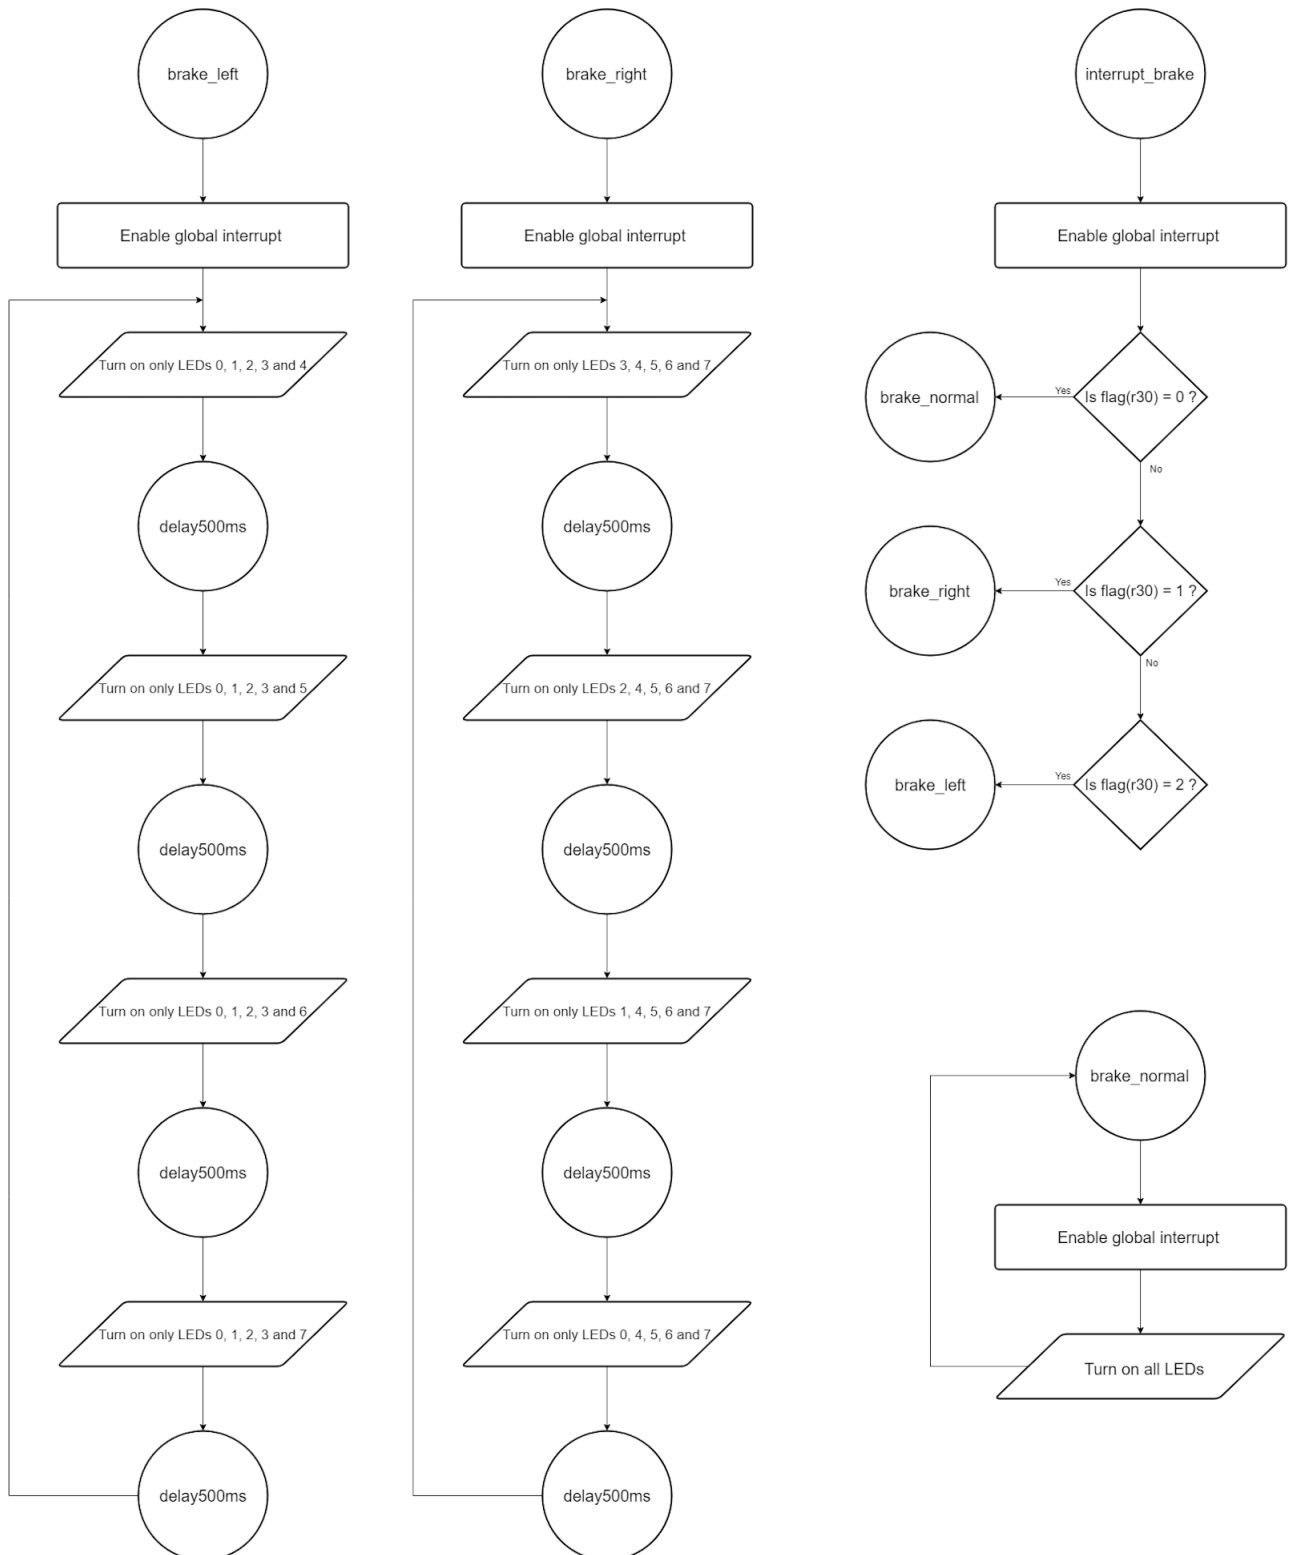 brake_left
Enable global interrupt
Turn on only LEDs 0, 1, 2, 3 and 4
delay500ms
Turn on only LEDs 0, 1, 2, 3 and 5
delay500ms
Turn on only LEDs 0, 1, 2, 3 and 6
delay500ms
Turn on only LEDs 0, 1, 2, 3 and 7
delay500ms
brake_right
Enable global interrupt
Turn on only LEDs 3, 4, 5, 6 and 7
delay500ms
Turn on only LEDs 2, 4, 5, 6 and 7
delay500ms
Turn on only LEDs 1, 4, 5, 6 and 7
delay500ms
Turn on only LEDs 0, 4, 5, 6 and 7
delay500ms
interrupt_brake
Enable global interrupt
Is flag(r30) = 0 ?
Yes
brake_normal
No
Is flag(r30) = 1 ?
Yes
brake_right
No
Is flag(r30) = 2 ?
Yes
brake_left
brake_normal
Enable global interrupt
Turn on all LEDs